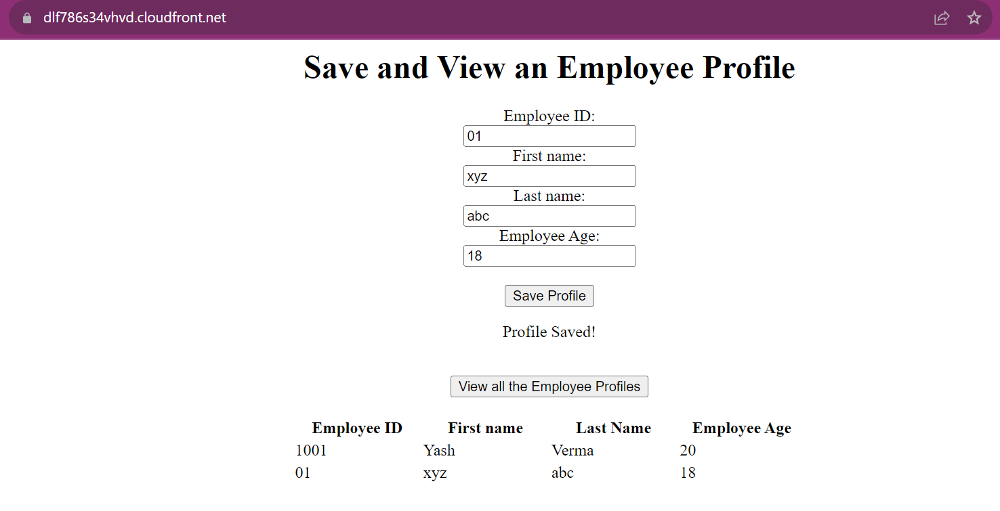 dlf786s34vhvd.cloudfront.net
Save and View an Employee Profile
Employee ID:
01
First name:
xyz
Last name:
abc
Employee Age:
18
Save Profile
Profile Saved!
View all the Employee Profiles
Employee ID First name Last Name Employee Age
1001 Yash Verma 20
01 xyz abc 18